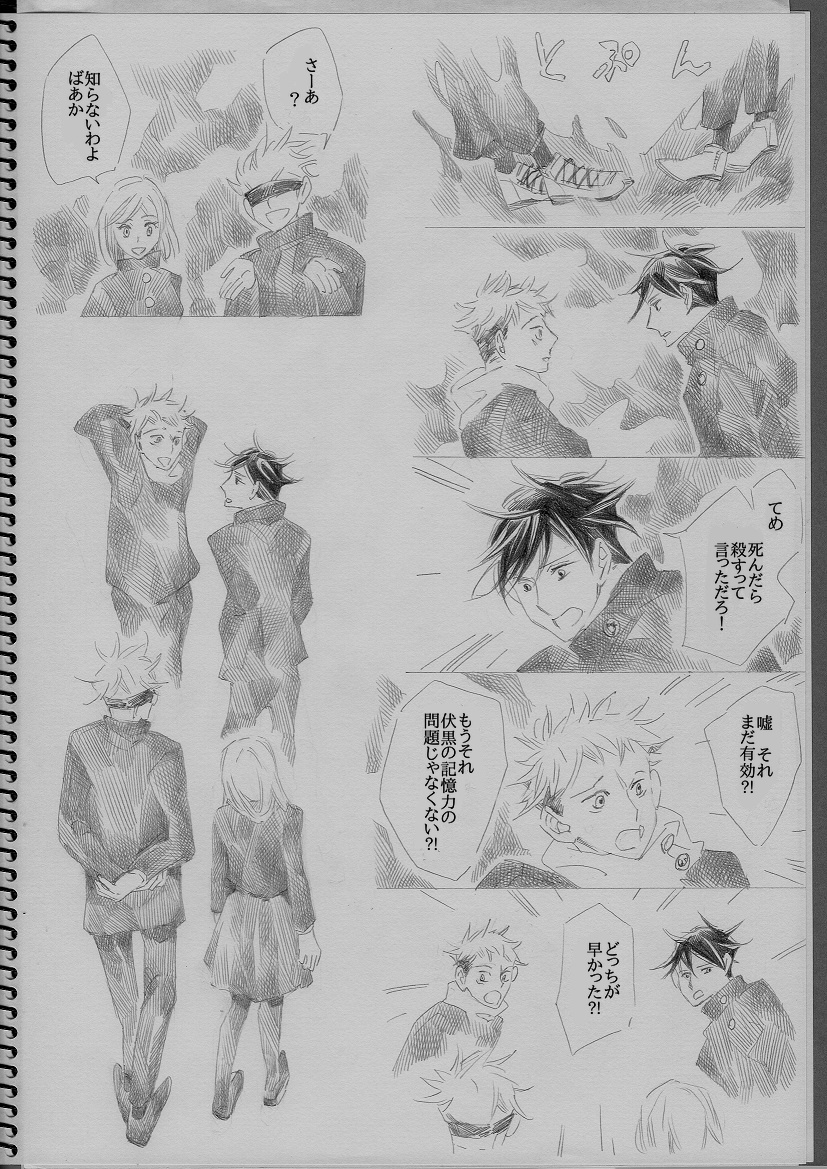 とぷん
てめ
死んだら
殺すって
言っただろ！
嘘 それ
まだ有効?!
もうそれ
伏黒の記憶力の
問題じゃなくない?!
どっちが
早かった?!
さーあ
？
知らないわよ
ばあか